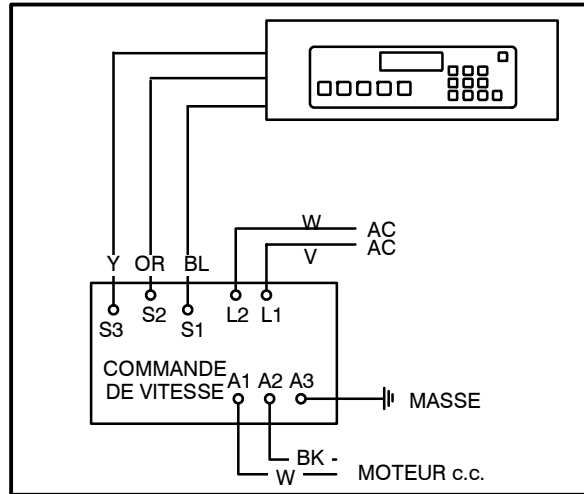 W AC
V AC
Y OR BL
S3 S2 S1 L2 L1
COMMANDE
DE VITESSE A1 A2 A3
MASSE
BK -
W MOTEUR c.c.